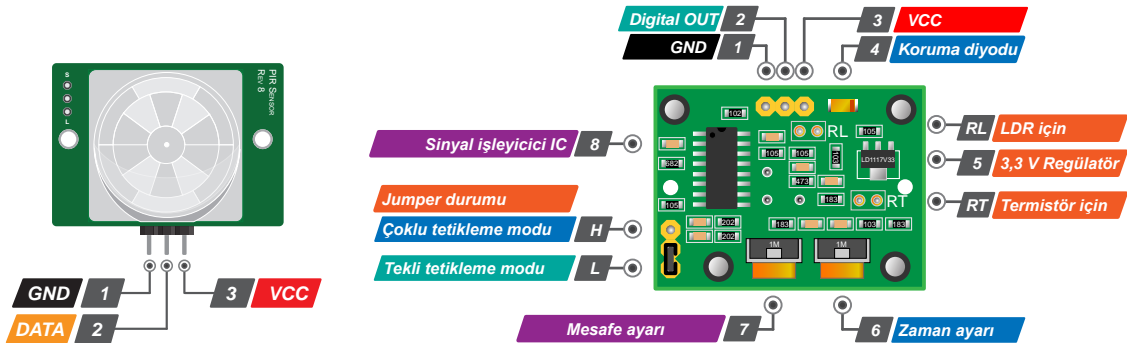 S
L
PIR SENSOR
REV 8
GND 1
DATA 2
3 VCC
Digital OUT 2
GND 1
3 VCC
4 Koruma diyodu
Sinyal işleyicici IC 8
Jumper durumu
Çoklu tetikleme modu H
Tekli tetikleme modu L
RL LDR için
5 3,3 V Regülatör
RT Termistör için
Mesafe ayarı 7
6 Zaman ayarı
102
RL
105
682
105
105
103
LD1117V33
473
105
183
RT
202
202
183
183
103
183
1M
1M